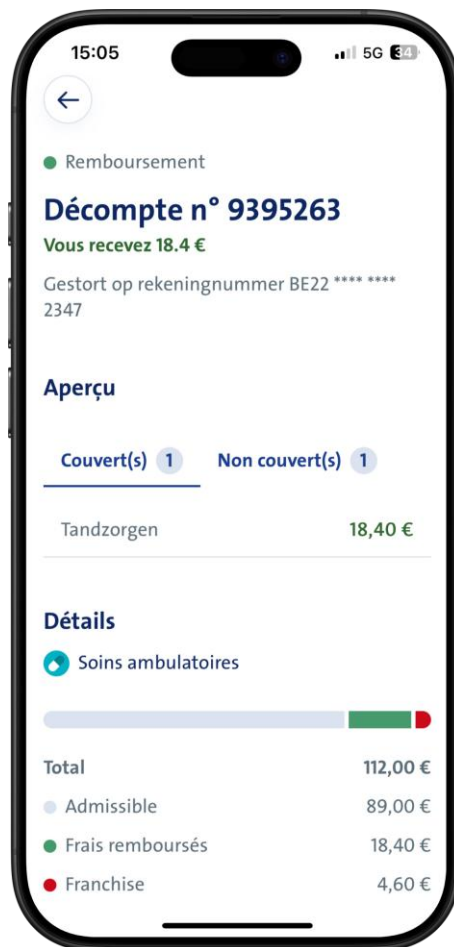 15:05 5G 34
Remboursement
Décompte n° 9395263
Vous recevez 18.4 €
Gestort op rekeningnummer BE22 **** ****
2347
Aperçu
Couvert(s) 1 Non couvert(s) 1
Tandzorgen 18,40 €
Détails
Soins ambulatoires
Total 112,00 €
Admissible 89,00 €
Frais remboursés 18,40 €
Franchise 4,60 €